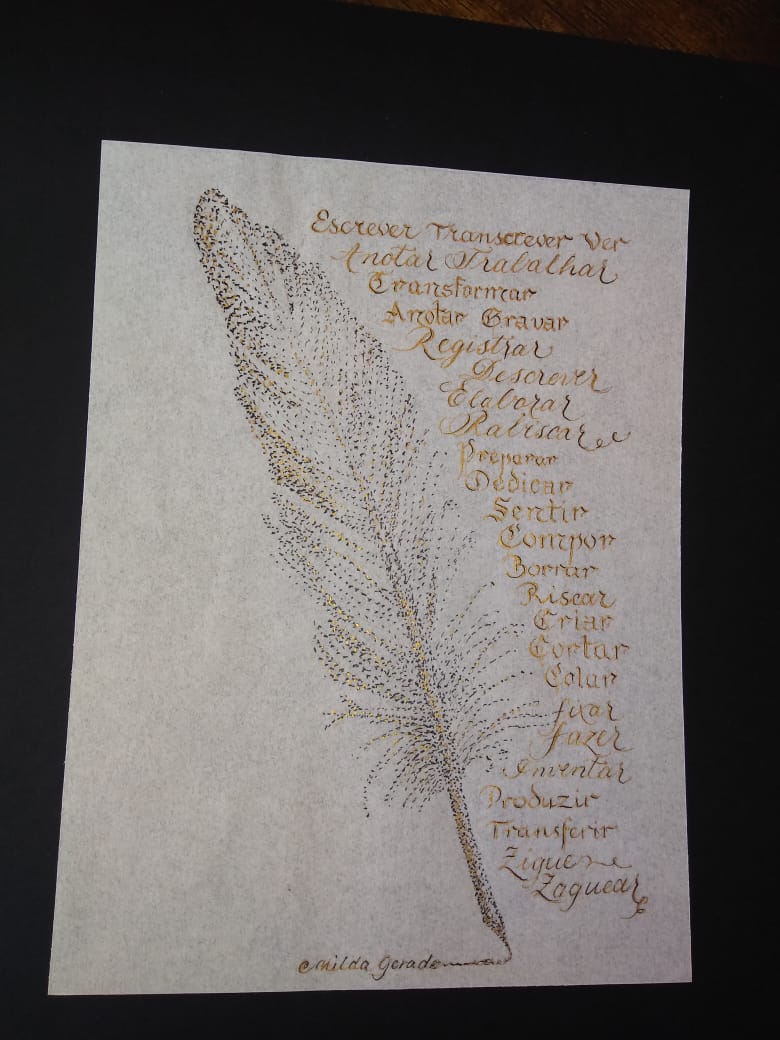 Escrever Transcrever Ver
Anotar Trabalhar
Transformar
Anotar Gravar
Registrar
Descrever
Elaborar
Rabiscar
Preparar
Dedicar
Sentir
Compor
Borrar
Riscar
Criar
Cortar
Colar
fixar
fazer
Inventar
Produzir
Transferir
Zigue
Zaguear
Milda Gerade